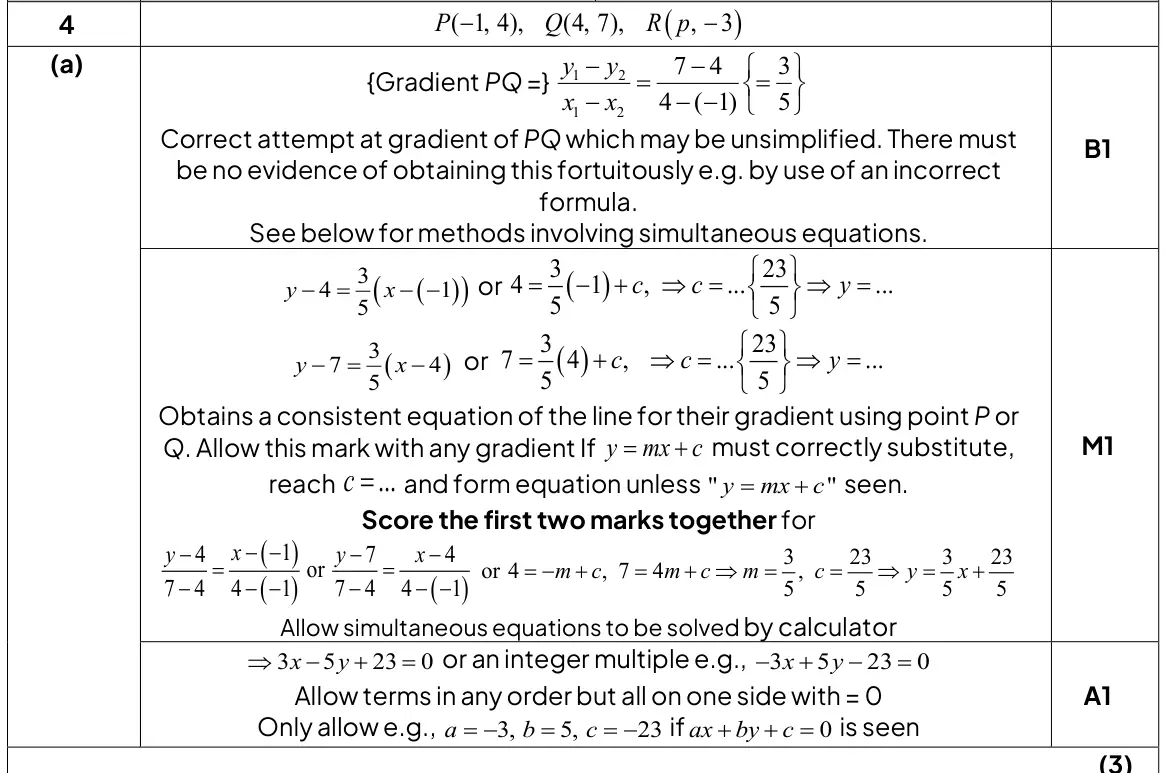 4
P(−1, 4), Q(4, 7), R(p, −3)
(a)
{Gradient PQ =} (y₁ − y₂)/(x₁ − x₂) = (7 − 4)/(4 − (−1)) {= 3/5}
Correct attempt at gradient of PQ which may be unsimplified. There must
be no evidence of obtaining this fortuitously e.g. by use of an incorrect
formula.
See below for methods involving simultaneous equations.
B1
y − 4 = 3/5 (x − (−1)) or 4 = 3/5 (−1) + c, ⇒ c = ... {23/5} ⇒ y = ...
y − 7 = 3/5 (x − 4) or 7 = 3/5 (4) + c, ⇒ c = ... {23/5} ⇒ y = ...
Obtains a consistent equation of the line for their gradient using point P or
Q. Allow this mark with any gradient If y = mx + c must correctly substitute,
reach c = ... and form equation unless "y = mx + c" seen.
Score the first two marks together for
(y − 4)/(7 − 4) = (x − (−1))/(4 − (−1)) or (y − 7)/(7 − 4) = (x − 4)/(4 − (−1)) or 4 = −m + c, 7 = 4m + c ⇒ m = 3/5, c = 23/5 ⇒ y = 3/5 x + 23/5
Allow simultaneous equations to be solved by calculator
M1
⇒ 3x − 5y + 23 = 0 or an integer multiple e.g., −3x + 5y − 23 = 0
Allow terms in any order but all on one side with = 0
Only allow e.g., a = −3, b = 5, c = −23 if ax + by + c = 0 is seen
A1
(3)